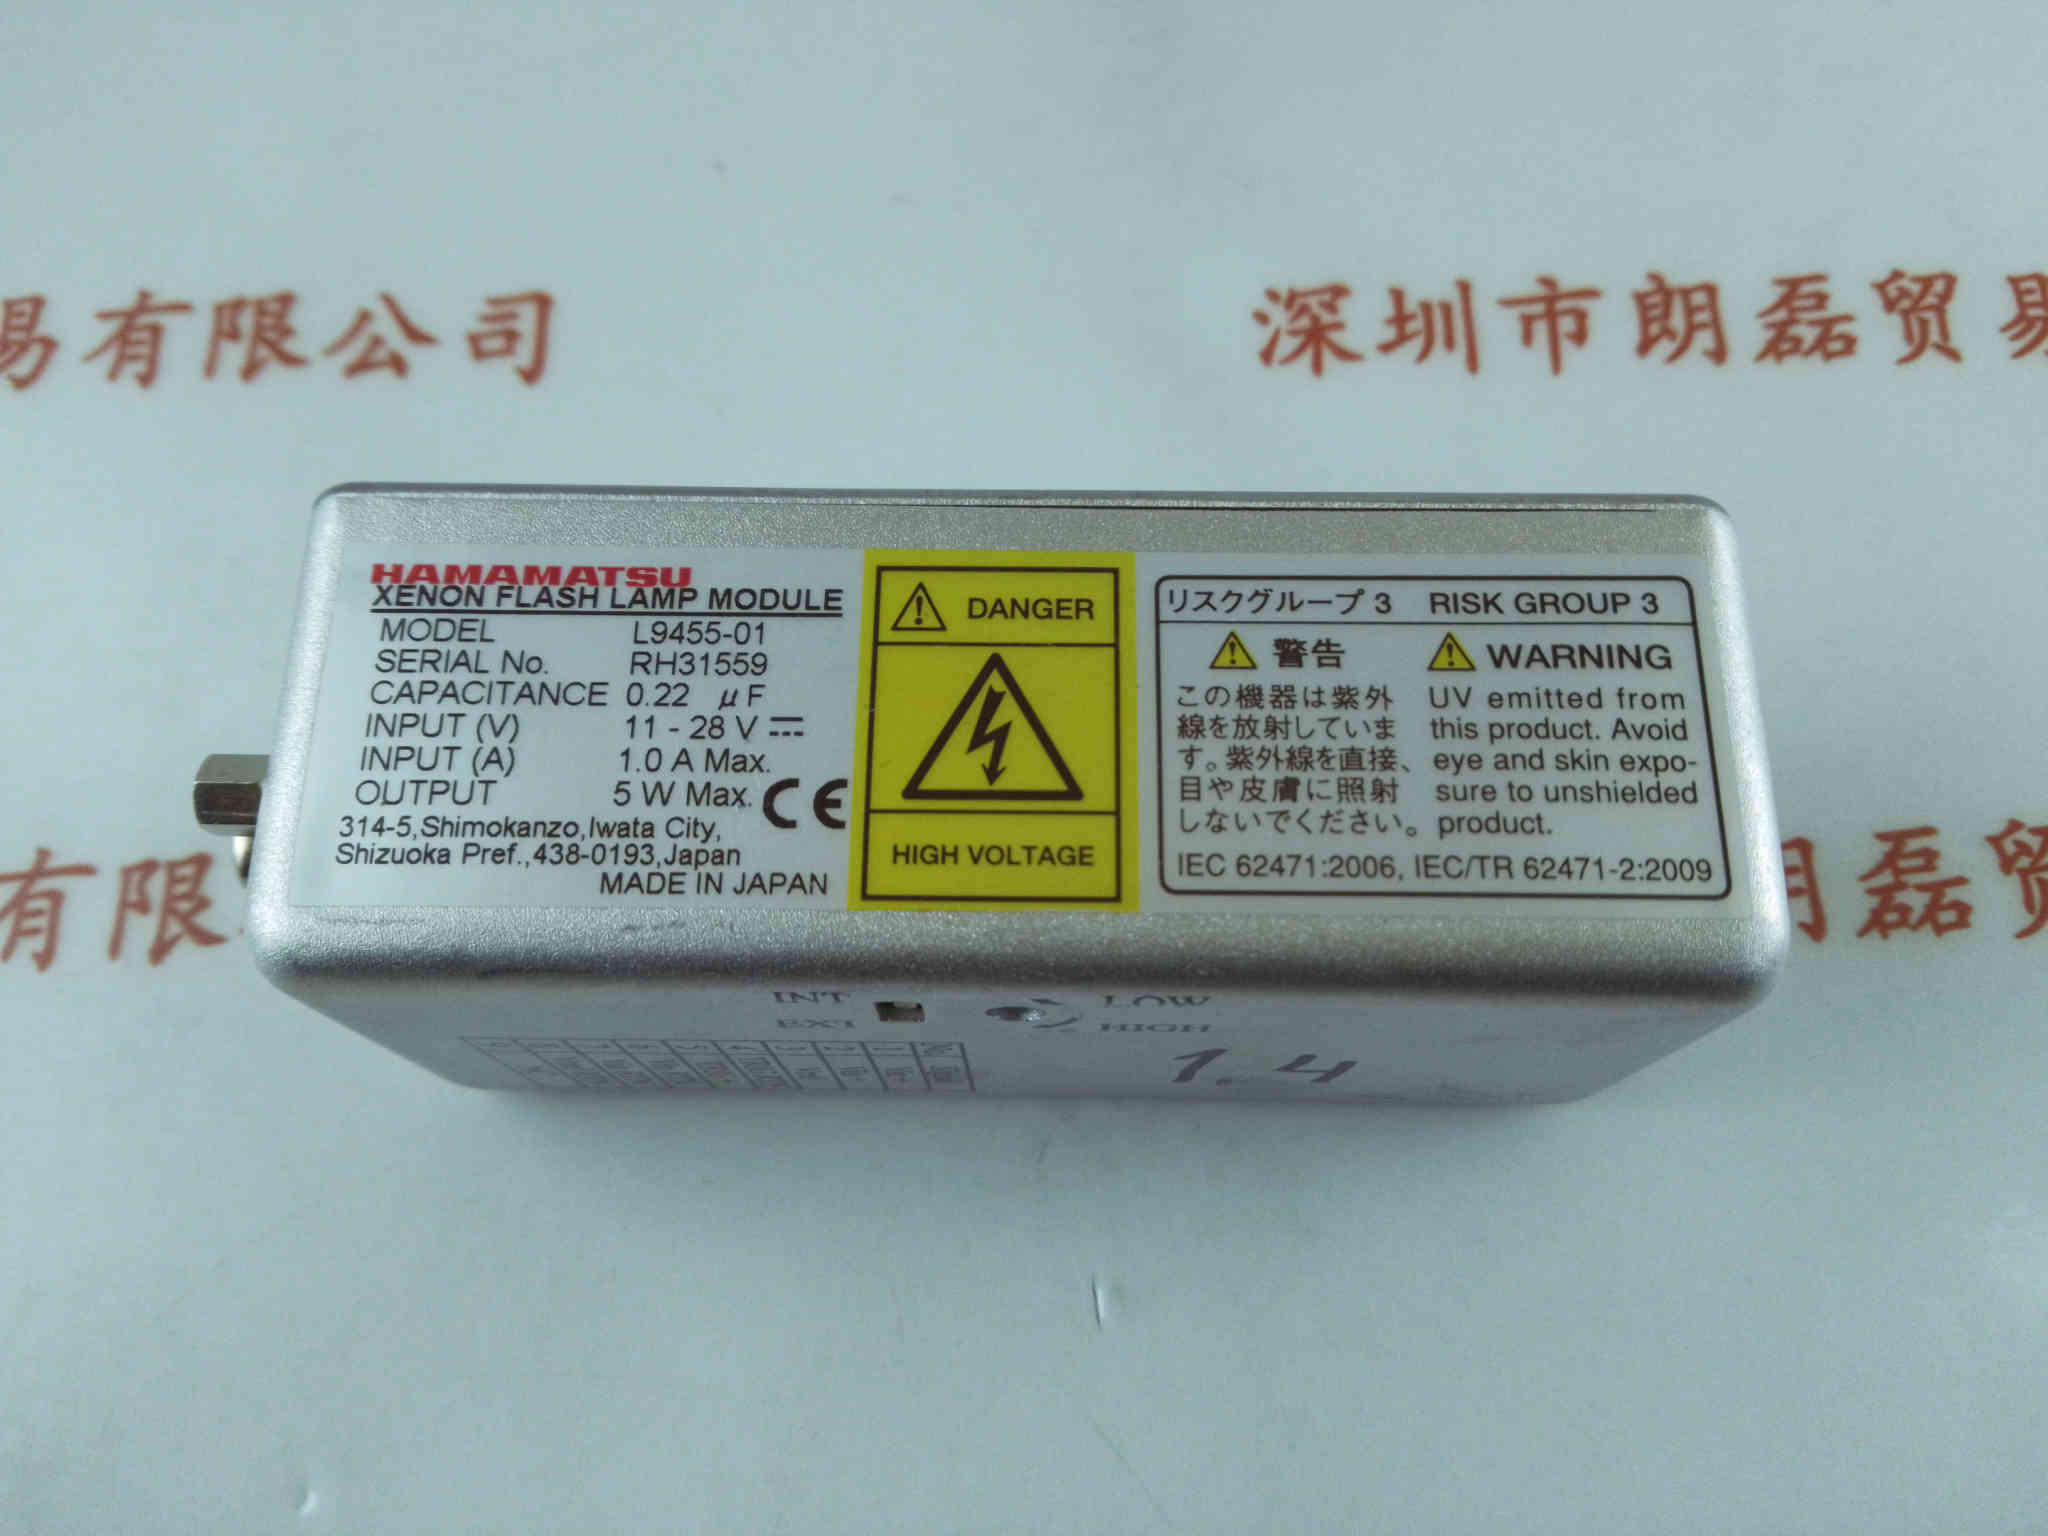 易有限公司
深圳市朗磊贸易
HAMAMATSU
XENON FLASH LAMP MODULE
MODEL L9455-01
SERIAL No. RH31559
CAPACITANCE 0.22 μF
INPUT (V) 11 - 28 V ⎓
INPUT (A) 1.0 A Max.
OUTPUT 5 W Max. CE
314-5,Shimokanzo,Iwata City,
Shizuoka Pref.,438-0193,Japan
MADE IN JAPAN
DANGER
HIGH VOLTAGE
リスクグループ 3 RISK GROUP 3
警告
この機器は紫外
線を放射していま
す。紫外線を直接、
目や皮膚に照射
しないでください。
WARNING
UV emitted from
this product. Avoid
eye and skin expo-
sure to unshielded
product.
IEC 62471:2006, IEC/TR 62471-2:2009
有限
朗磊贸
INT
EXT
LOW
HIGH
1.4